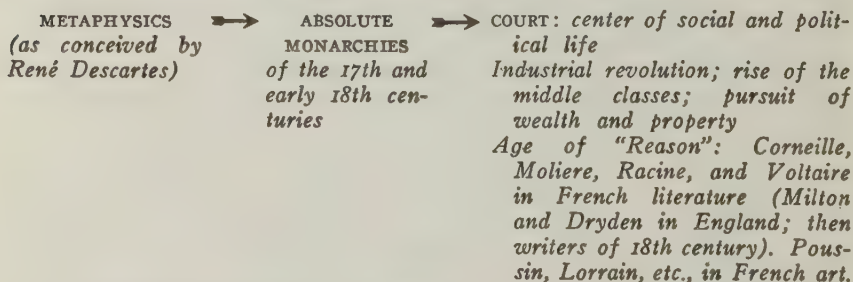 METAPHYSICS
(as conceived by
René Descartes)
ABSOLUTE
MONARCHIES
of the 17th and
early 18th cen-
turies
COURT: center of social and polit-
ical life
Industrial revolution; rise of the
middle classes; pursuit of
wealth and property
Age of "Reason": Corneille,
Moliere, Racine, and Voltaire
in French literature (Milton
and Dryden in England; then
writers of 18th century). Pous-
sin, Lorrain, etc., in French art.